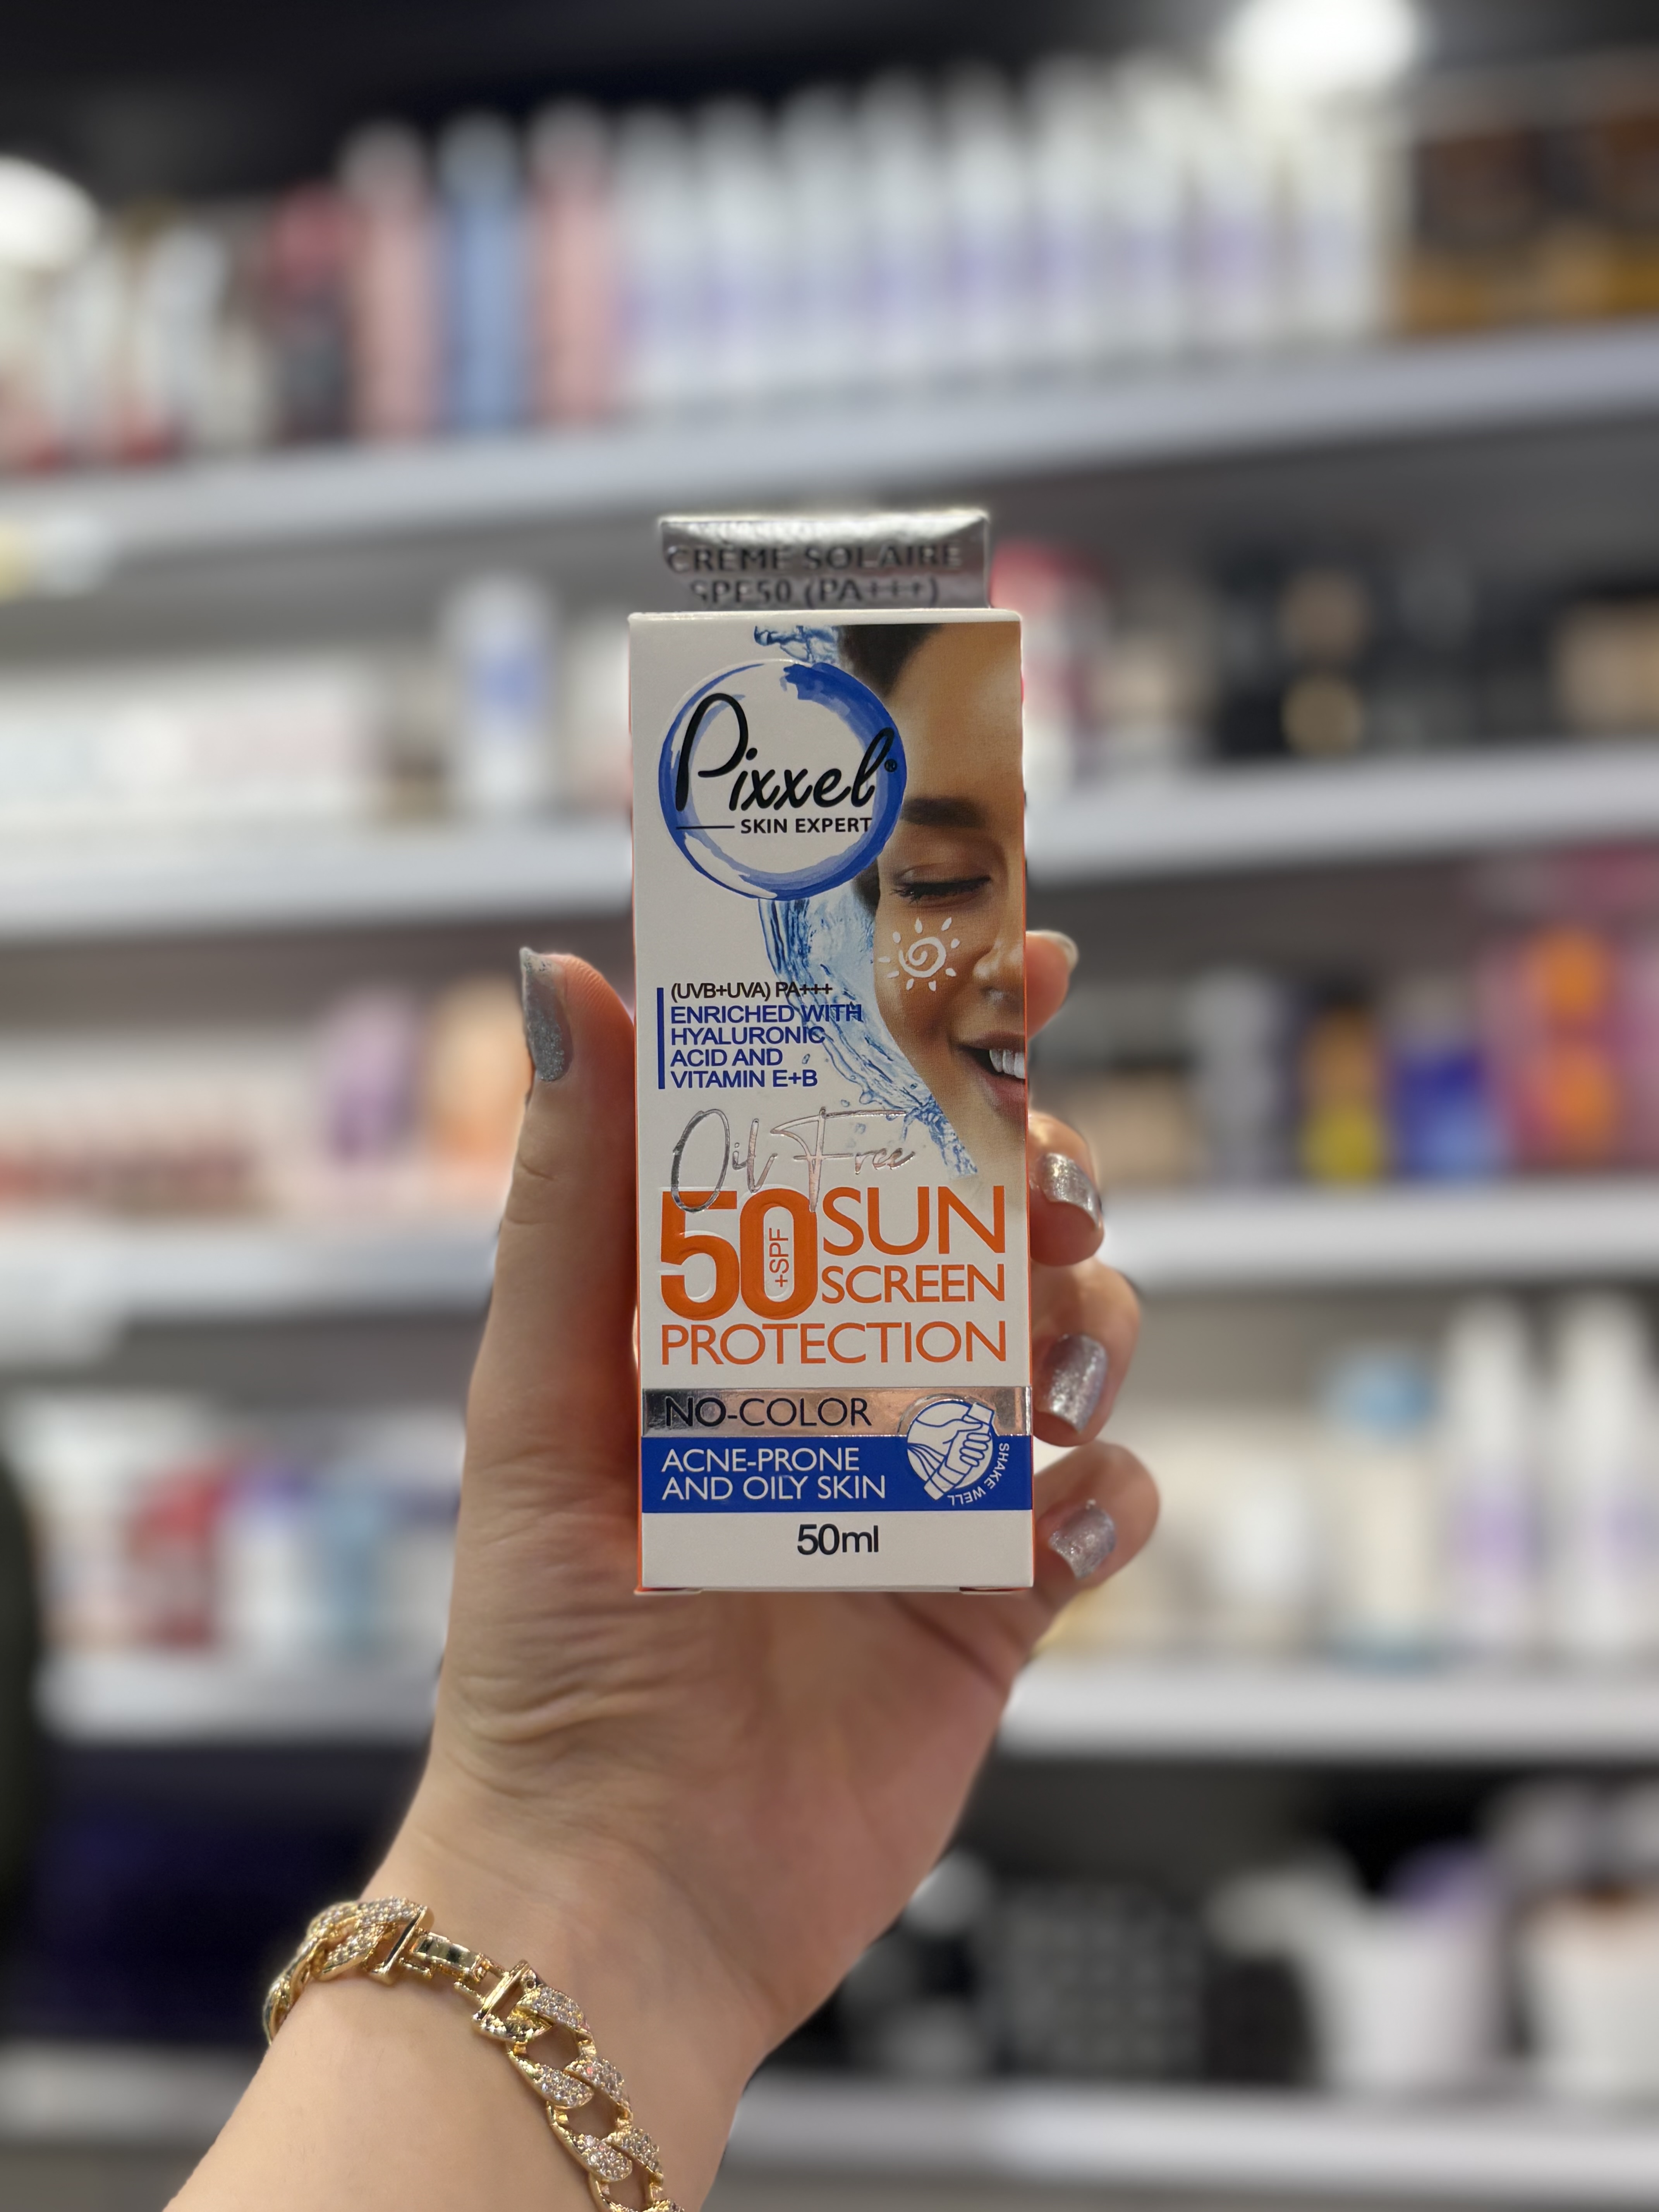 CRÈME SOLAIRE
SPF50 (PA+++)
Pixxel®
SKIN EXPERT
(UVB+UVA) PA+++
ENRICHED WITH
HYALURONIC
ACID AND
VITAMIN E+B
Oil Free
50 +SPF SUN
SCREEN
PROTECTION
NO-COLOR
ACNE-PRONE
AND OILY SKIN
SHAKE WELL
50ml